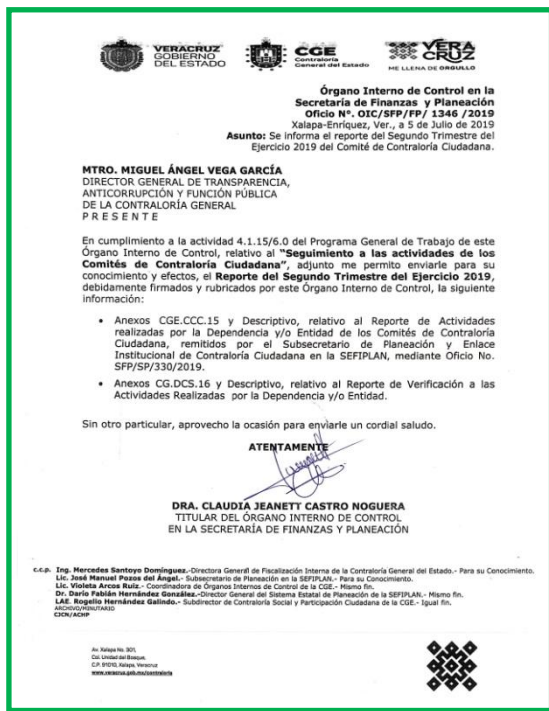 VERACRUZ
GOBIERNO
DEL ESTADO
CGE
Contraloría
General del Estado
VERA
CRUZ
ME LLENA DE ORGULLO
Órgano Interno de Control en la
Secretaría de Finanzas y Planeación
Oficio N°. OIC/SFP/FP/ 1346 /2019
Xalapa-Enríquez, Ver., a 5 de Julio de 2019
Asunto: Se informa el reporte del Segundo Trimestre del
Ejercicio 2019 del Comité de Contraloría Ciudadana.
MTRO. MIGUEL ÁNGEL VEGA GARCÍA
DIRECTOR GENERAL DE TRANSPARENCIA,
ANTICORRUPCIÓN Y FUNCIÓN PÚBLICA
DE LA CONTRALORÍA GENERAL
P R E S E N T E
En cumplimiento a la actividad 4.1.15/6.0 del Programa General de Trabajo de este
Órgano Interno de Control, relativo al "Seguimiento a las actividades de los
Comités de Contraloría Ciudadana", adjunto me permito enviarle para su
conocimiento y efectos, el Reporte del Segundo Trimestre del Ejercicio 2019,
debidamente firmados y rubricados por este Órgano Interno de Control, la siguiente
información:
• Anexos CGE.CCC.15 y Descriptivo, relativo al Reporte de Actividades
realizadas por la Dependencia y/o Entidad de los Comités de Contraloría
Ciudadana, remitidos por el Subsecretario de Planeación y Enlace
Institucional de Contraloría Ciudadana en la SEFIPLAN, mediante Oficio No.
SFP/SP/330/2019.
• Anexos CG.DCS.16 y Descriptivo, relativo al Reporte de Verificación a las
Actividades Realizadas por la Dependencia y/o Entidad.
Sin otro particular, aprovecho la ocasión para enviarle un cordial saludo.
ATENTAMENTE
DRA. CLAUDIA JEANETT CASTRO NOGUERA
TITULAR DEL ÓRGANO INTERNO DE CONTROL
EN LA SECRETARÍA DE FINANZAS Y PLANEACIÓN
c.c.p. Ing. Mercedes Santoyo Domínguez.-Directora General de Fiscalización Interna de la Contraloría General del Estado.- Para su Conocimiento.
Lic. José Manuel Pozos del Ángel.- Subsecretario de Planeación en la SEFIPLAN.- Para su Conocimiento.
Lic. Violeta Arcos Ruiz.- Coordinadora de Órganos Internos de Control de la CGE.- Mismo fin.
Dr. Darío Fabián Hernández González.-Director General del Sistema Estatal de Planeación de la SEFIPLAN.- Mismo fin.
LAE. Rogelio Hernández Galindo.- Subdirector de Contraloría Social y Participación Ciudadana de la CGE.- Igual fin.
ARCHIVO/MINUTARIO
CJCN/ACHP
Av. Xalapa No. 301,
Col. Unidad del Bosque,
C.P. 91010, Xalapa, Veracruz
www.veracruz.gob.mx/contraloria